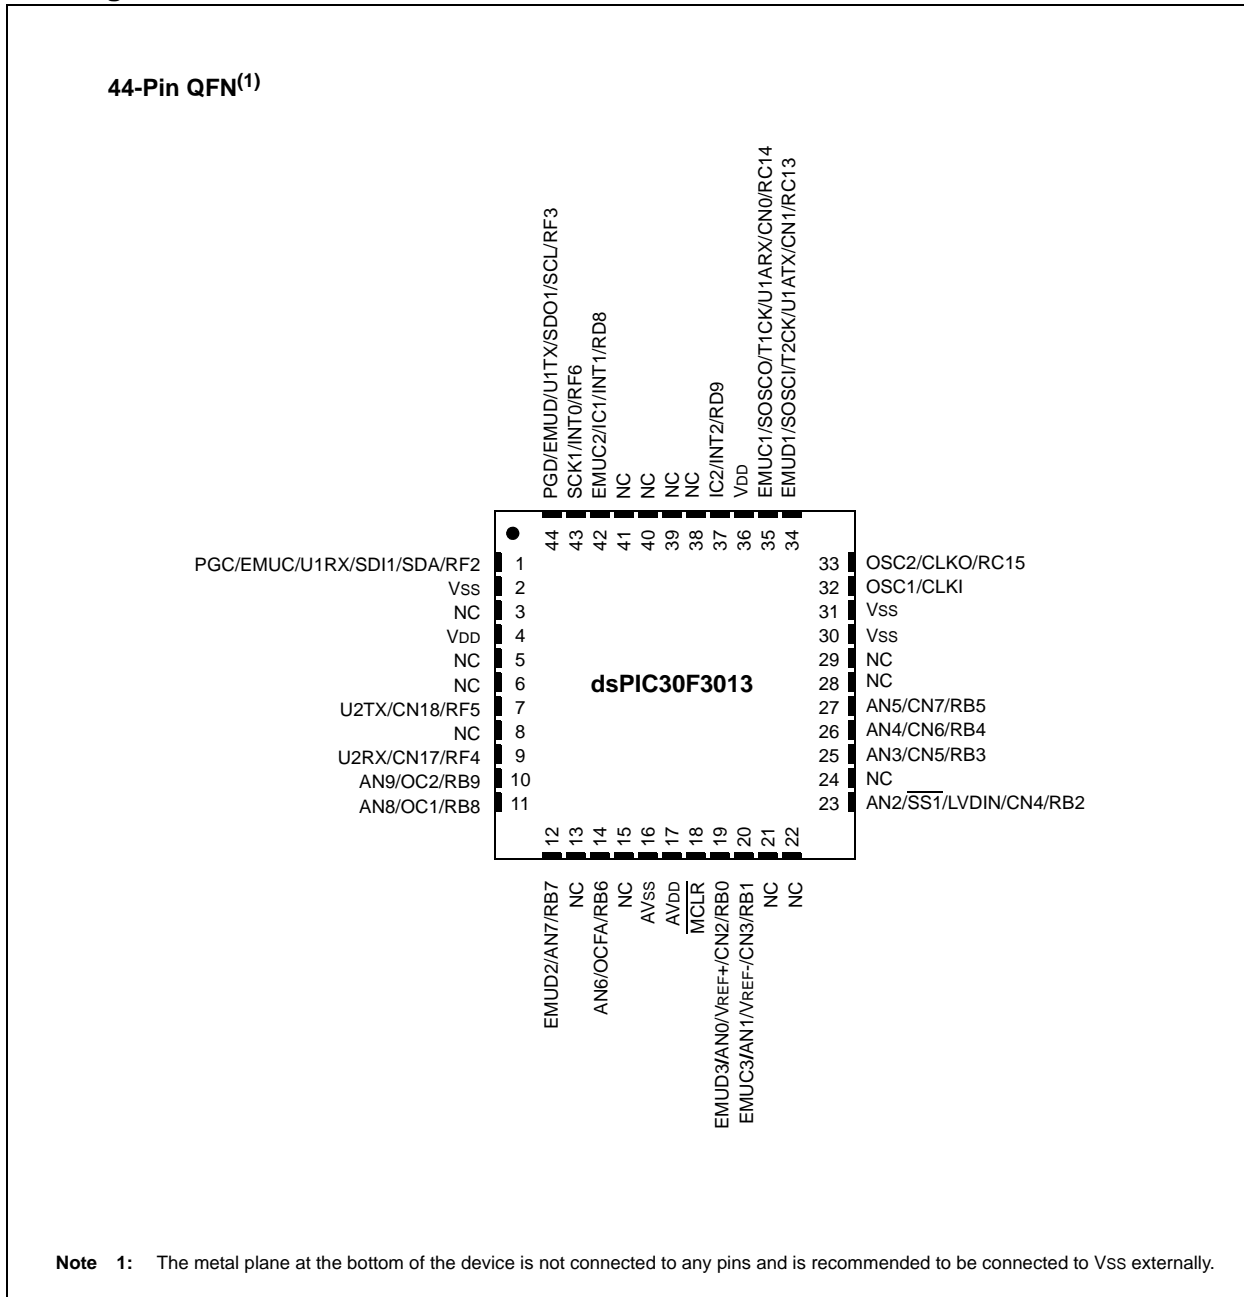 44-Pin QFN(1)
PGD/EMUD/U1TX/SDO1/SCL/RF3
SCK1/INT0/RF6
EMUC2/IC1/INT1/RD8
NC
NC
NC
NC
IC2/INT2/RD9
VDD
EMUC1/SOSCO/T1CK/U1ARX/CN0/RC14
EMUD1/SOSCI/T2CK/U1ATX/CN1/RC13
44 43 42 41 40 39 38 37 36 35 34
PGC/EMUC/U1RX/SDI1/SDA/RF2 1
VSS 2
NC 3
VDD 4
NC 5
NC 6
U2TX/CN18/RF5 7
NC 8
U2RX/CN17/RF4 9
AN9/OC2/RB9 10
AN8/OC1/RB8 11
dsPIC30F3013
33 OSC2/CLKO/RC15
32 OSC1/CLKI
31 VSS
30 VSS
29 NC
28 NC
27 AN5/CN7/RB5
26 AN4/CN6/RB4
25 AN3/CN5/RB3
24 NC
23 AN2/SS1/LVDIN/CN4/RB2
12 13 14 15 16 17 18 19 20 21 22
EMUD2/AN7/RB7
NC
AN6/OCFA/RB6
NC
AVSS
AVDD
MCLR
EMUD3/AN0/VREF+/CN2/RB0
EMUC3/AN1/VREF-/CN3/RB1
NC
NC
Note 1: The metal plane at the bottom of the device is not connected to any pins and is recommended to be connected to VSS externally.